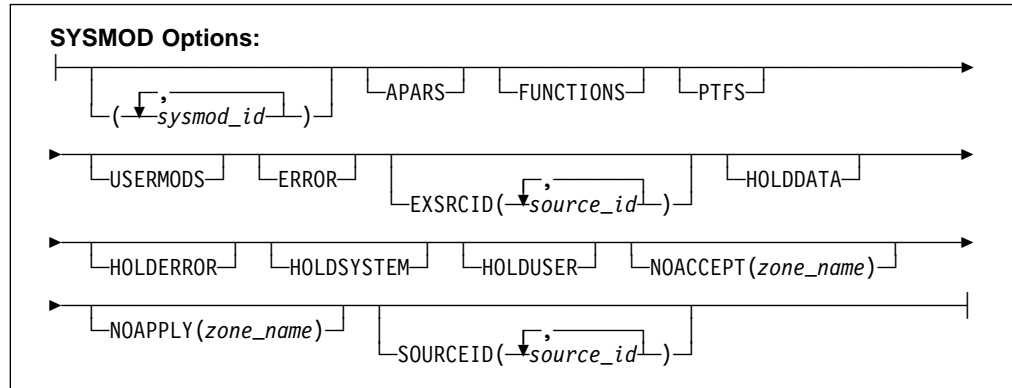 SYSMOD Options:
( sysmod_id , ) APARS FUNCTIONS PTFS
USERMODS ERROR EXSRCID( source_id , ) HOLDDATA
HOLDERROR HOLDSYSTEM HOLDUSER NOACCEPT(zone_name)
NOAPPLY(zone_name) SOURCEID( source_id , )